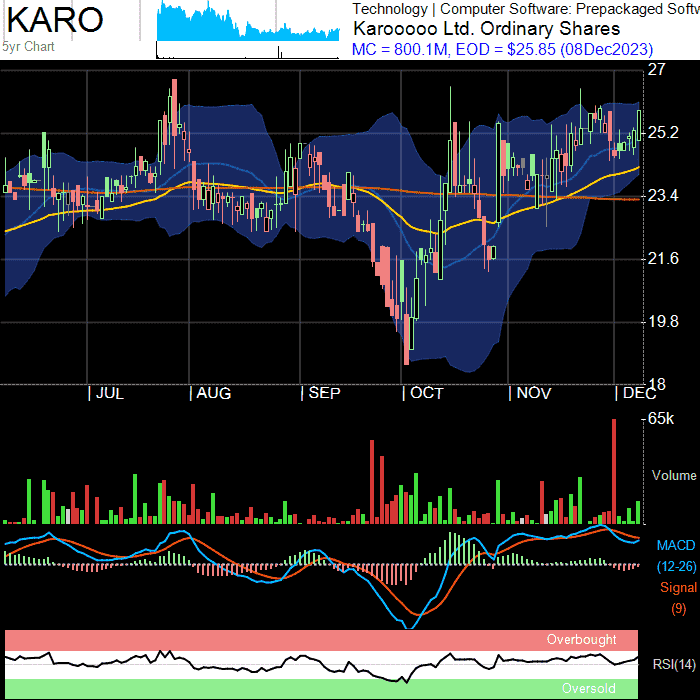 KARO
5yr Chart
Technology | Computer Software: Prepackaged Softw
Karooooo Ltd. Ordinary Shares
MC = 800.1M, EOD = $25.85 (08Dec2023)
27
25.2
23.4
21.6
19.8
18
| JUL
| AUG
| SEP
| OCT
| NOV
| DEC
65k
Volume
MACD
(12-26)
Signal
(9)
Overbought
RSI(14)
Oversold